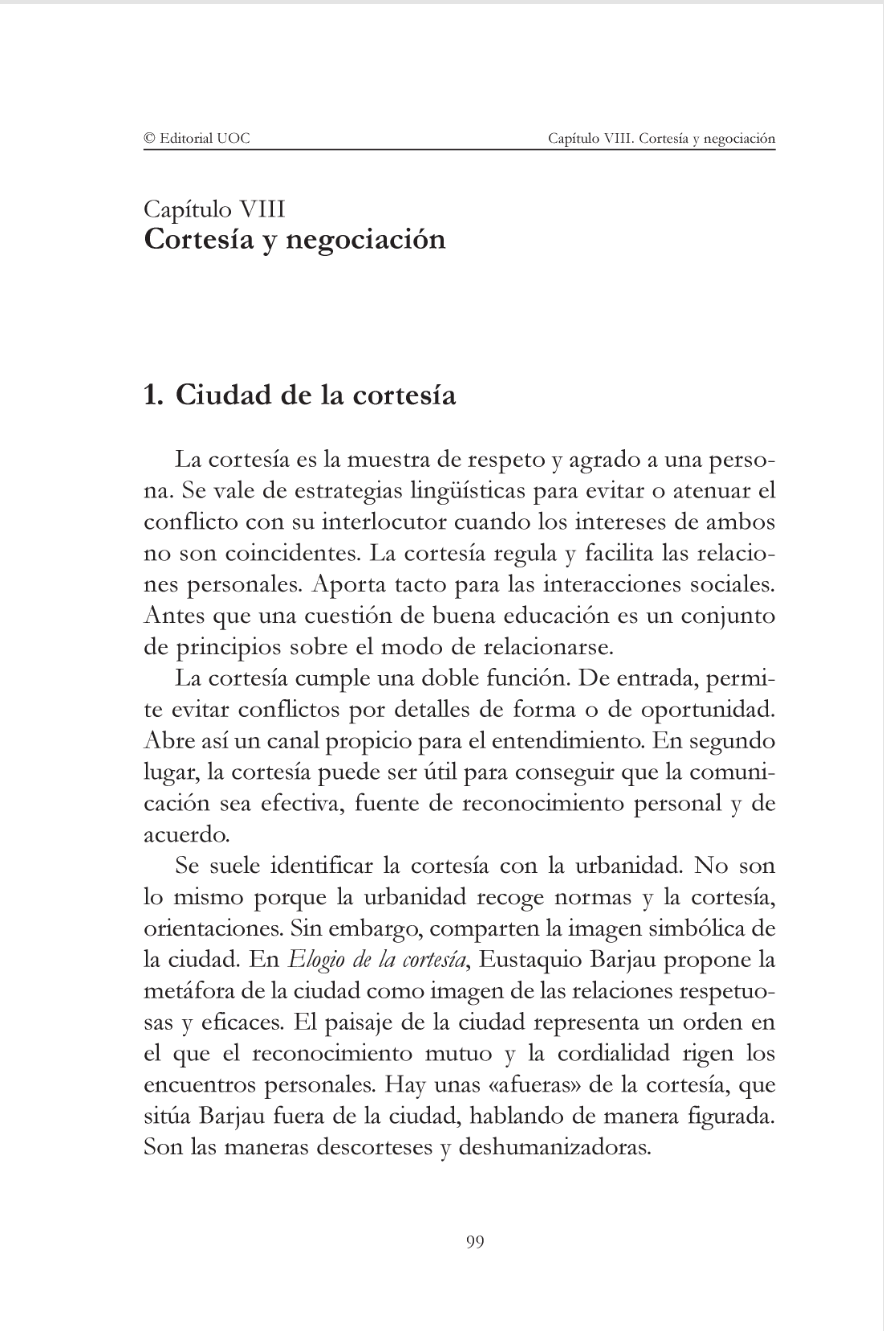 © Editorial UOC
Capítulo VIII. Cortesía y negociación
Capítulo VIII
Cortesía y negociación
1. Ciudad de la cortesía
La cortesía es la muestra de respeto y agrado a una perso-
na. Se vale de estrategias lingüísticas para evitar o atenuar el
conflicto con su interlocutor cuando los intereses de ambos
no son coincidentes. La cortesía regula y facilita las relacio-
nes personales. Aporta tacto para las interacciones sociales.
Antes que una cuestión de buena educación es un conjunto
de principios sobre el modo de relacionarse.
La cortesía cumple una doble función. De entrada, permi-
te evitar conflictos por detalles de forma o de oportunidad.
Abre así un canal propicio para el entendimiento. En segundo
lugar, la cortesía puede ser útil para conseguir que la comuni-
cación sea efectiva, fuente de reconocimiento personal y de
acuerdo.
Se suele identificar la cortesía con la urbanidad. No son
lo mismo porque la urbanidad recoge normas y la cortesía,
orientaciones. Sin embargo, comparten la imagen simbólica de
la ciudad. En Elogio de la cortesía, Eustaquio Barjau propone la
metáfora de la ciudad como imagen de las relaciones respetuo-
sas y eficaces. El paisaje de la ciudad representa un orden en
el que el reconocimiento mutuo y la cordialidad rigen los
encuentros personales. Hay unas «afueras» de la cortesía, que
sitúa Barjau fuera de la ciudad, hablando de manera figurada.
Son las maneras descorteses y deshumanizadoras.
99